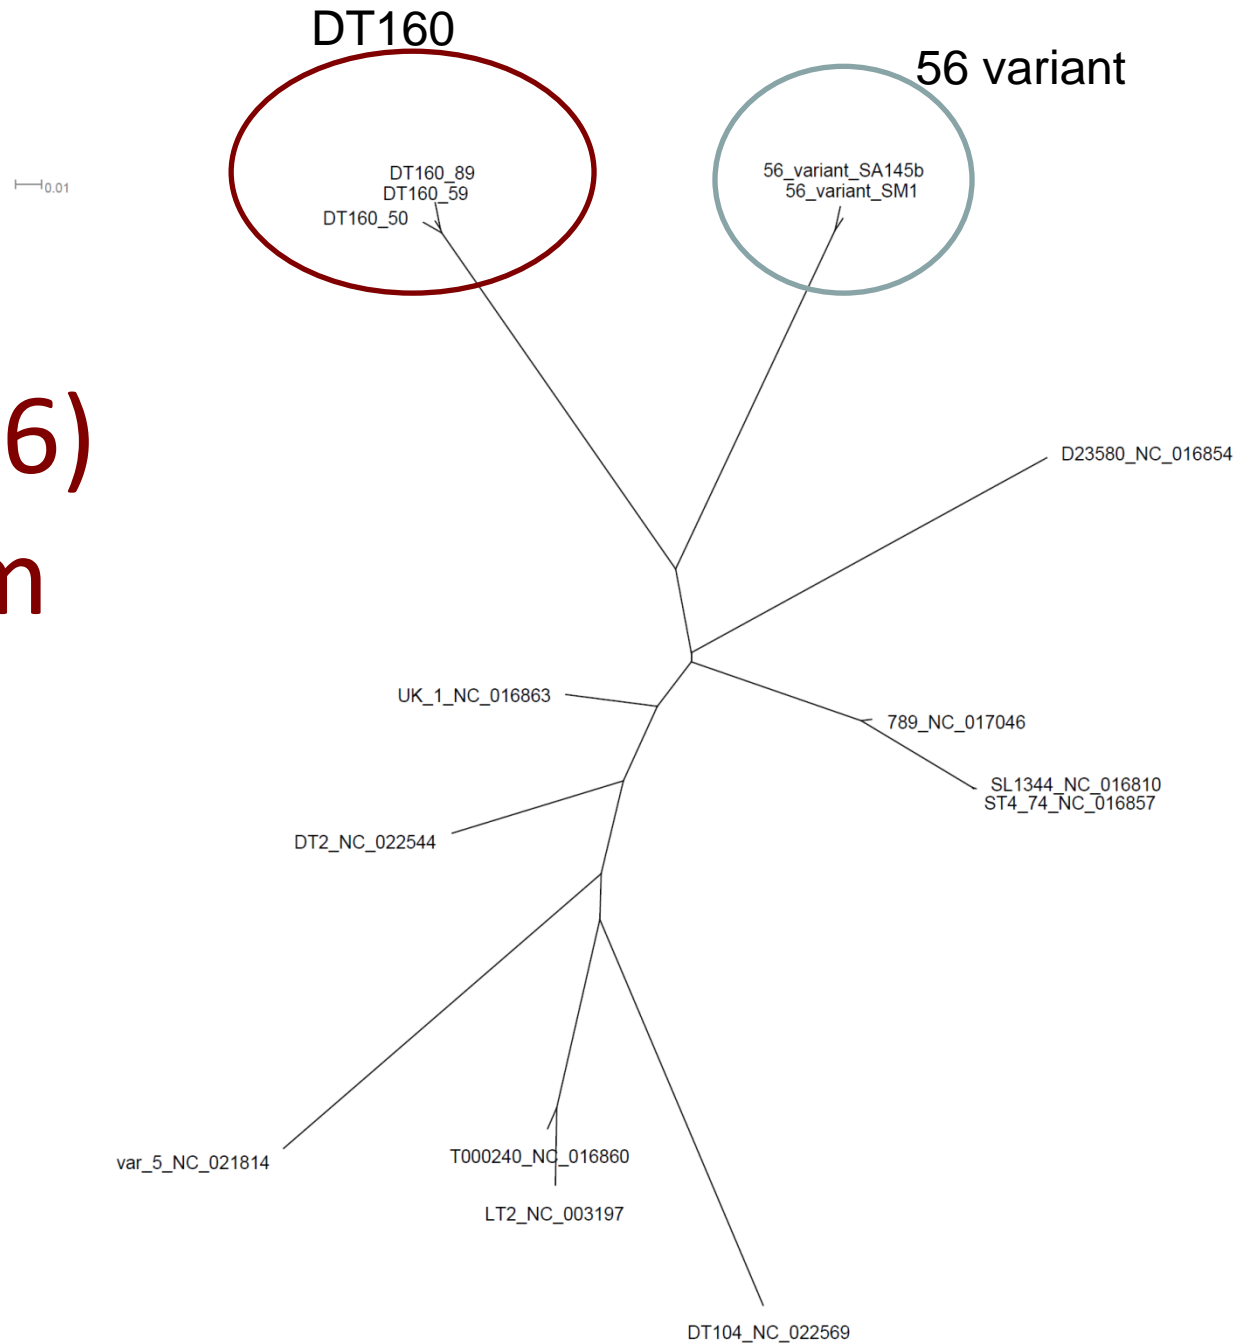 DT160
56 variant
DT160_89
DT160_59
DT160_50
56_variant_SA145b
56_variant_SM1
0.01
6)
m
D23580_NC_016854
UK_1_NC_016863
789_NC_017046
SL1344_NC_016810
ST4_74_NC_016857
DT2_NC_022544
var_5_NC_021814
T000240_NC_016860
LT2_NC_003197
DT104_NC_022569